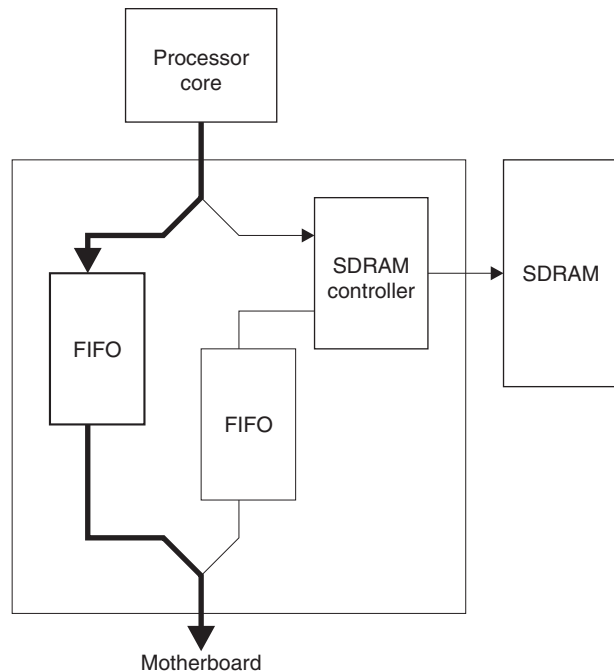 Processor
core
SDRAM
controller
SDRAM
FIFO
FIFO
Motherboard